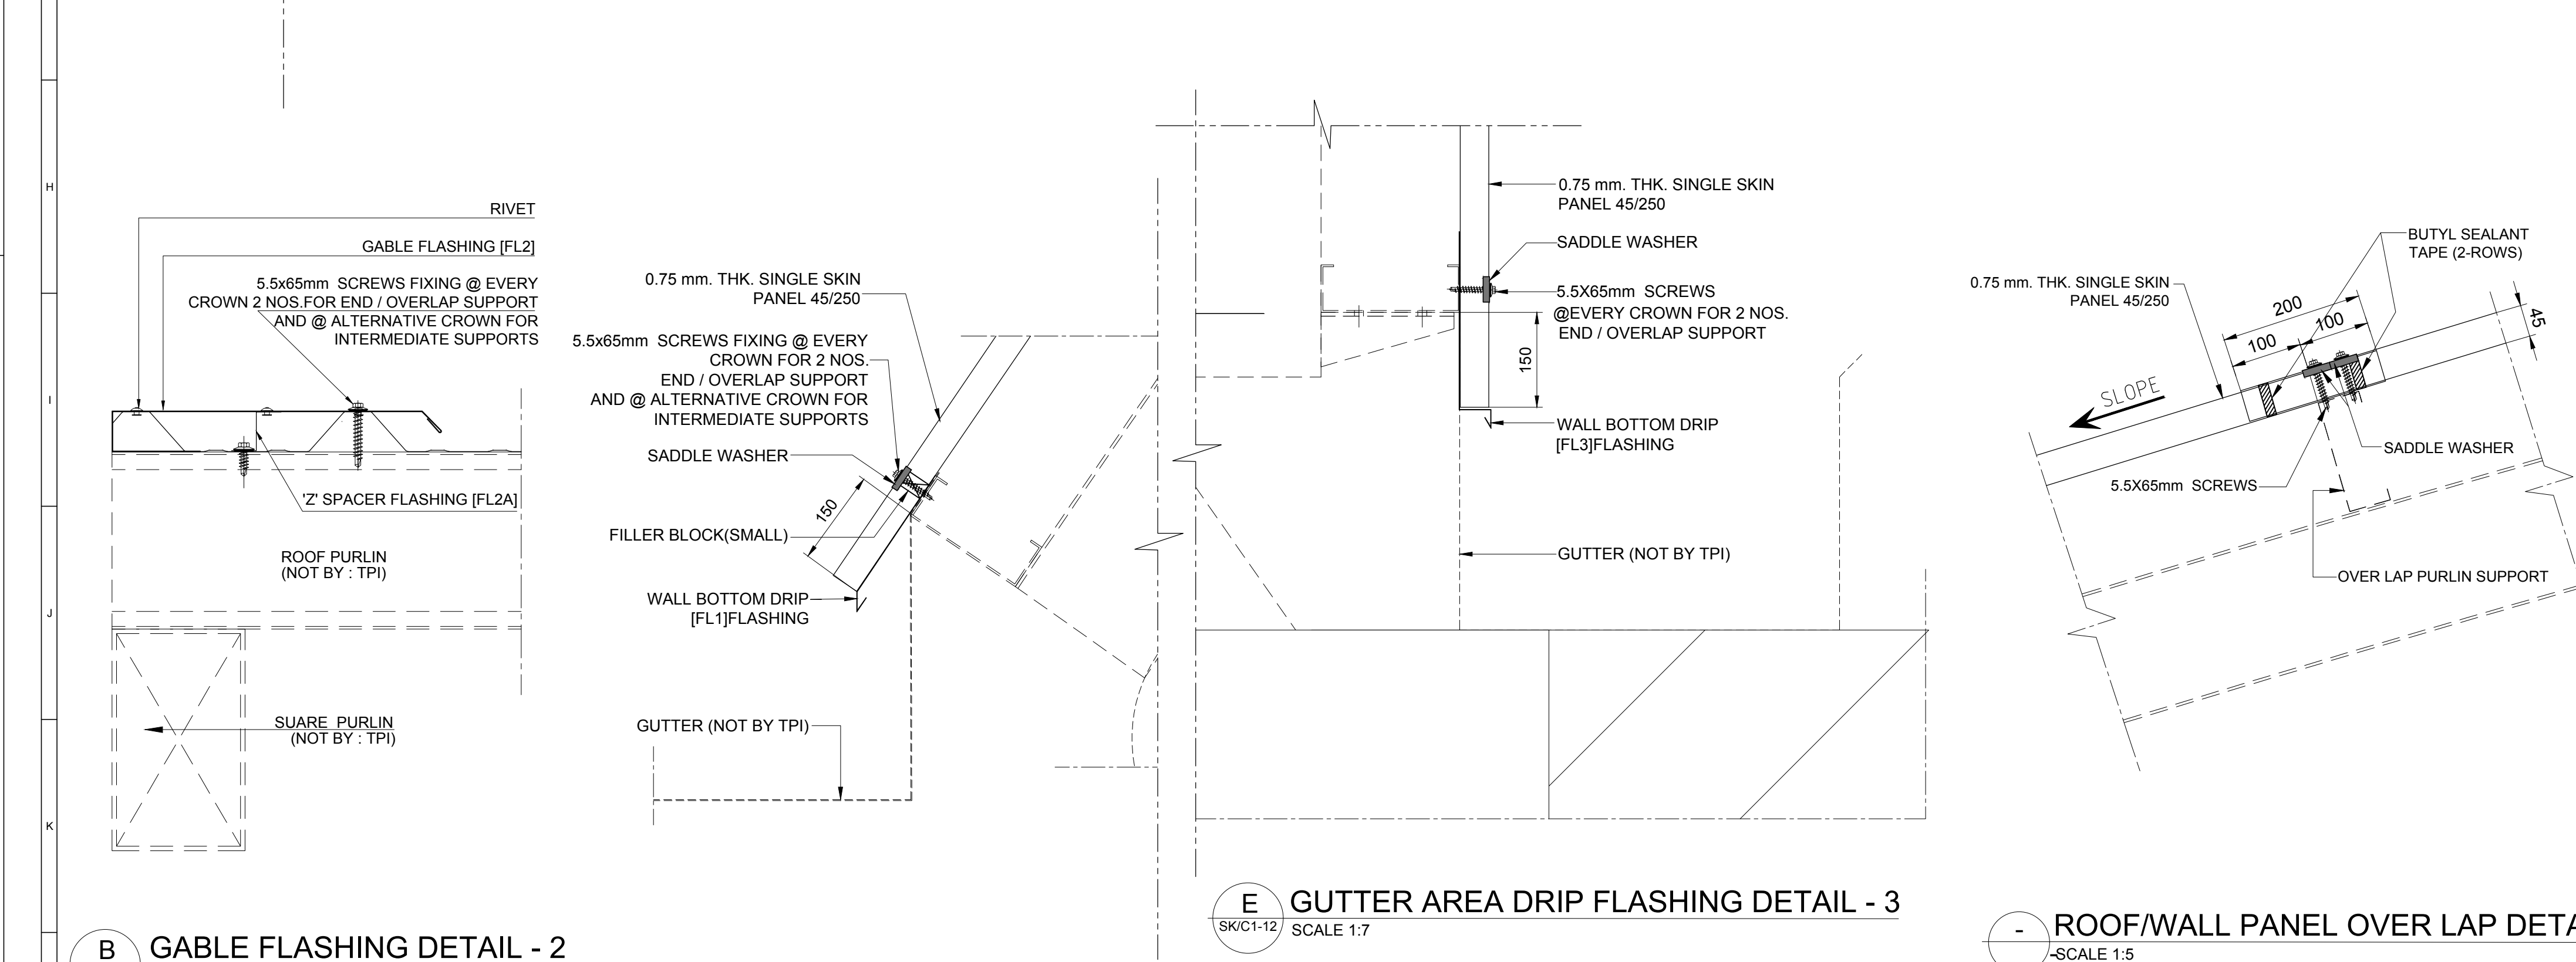 H
I
J
K
RIVET
GABLE FLASHING [FL2]
5.5x65mm SCREWS FIXING @ EVERY
CROWN 2 NOS.FOR END / OVERLAP SUPPORT
AND @ ALTERNATIVE CROWN FOR
INTERMEDIATE SUPPORTS
'Z' SPACER FLASHING [FL2A]
ROOF PURLIN
(NOT BY : TPI)
SUARE PURLIN
(NOT BY : TPI)
B
GABLE FLASHING DETAIL - 2
0.75 mm. THK. SINGLE SKIN
PANEL 45/250
5.5x65mm SCREWS FIXING @ EVERY
CROWN FOR 2 NOS.
END / OVERLAP SUPPORT
AND @ ALTERNATIVE CROWN FOR
INTERMEDIATE SUPPORTS
SADDLE WASHER
150
FILLER BLOCK(SMALL)
WALL BOTTOM DRIP
[FL1]FLASHING
GUTTER (NOT BY TPI)
0.75 mm. THK. SINGLE SKIN
PANEL 45/250
SADDLE WASHER
5.5X65mm SCREWS
@EVERY CROWN FOR 2 NOS.
END / OVERLAP SUPPORT
150
WALL BOTTOM DRIP
[FL3]FLASHING
GUTTER (NOT BY TPI)
E
SK/C1-12
GUTTER AREA DRIP FLASHING DETAIL - 3
SCALE 1:7
BUTYL SEALANT
TAPE (2-ROWS)
0.75 mm. THK. SINGLE SKIN
PANEL 45/250
200
100
100
45
SLOPE
SADDLE WASHER
5.5X65mm SCREWS
OVER LAP PURLIN SUPPORT
-
ROOF/WALL PANEL OVER LAP DETA
SCALE 1:5